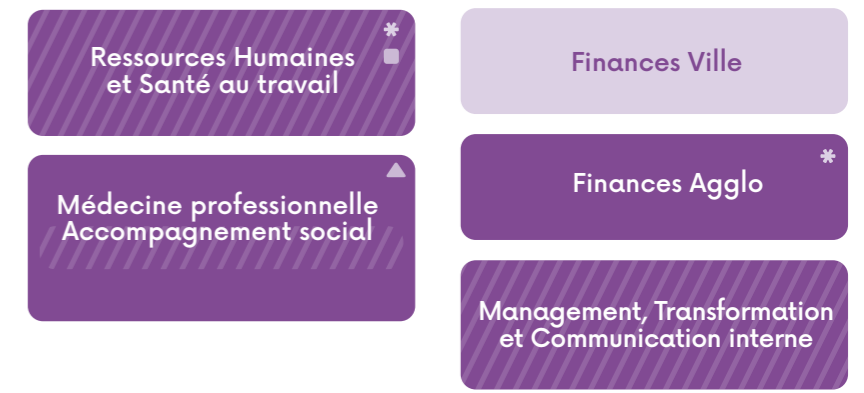 Ressources Humaines
et Santé au travail
Médecine professionnelle
Accompagnement social
Finances Ville
Finances Agglo
Management, Transformation
et Communication interne